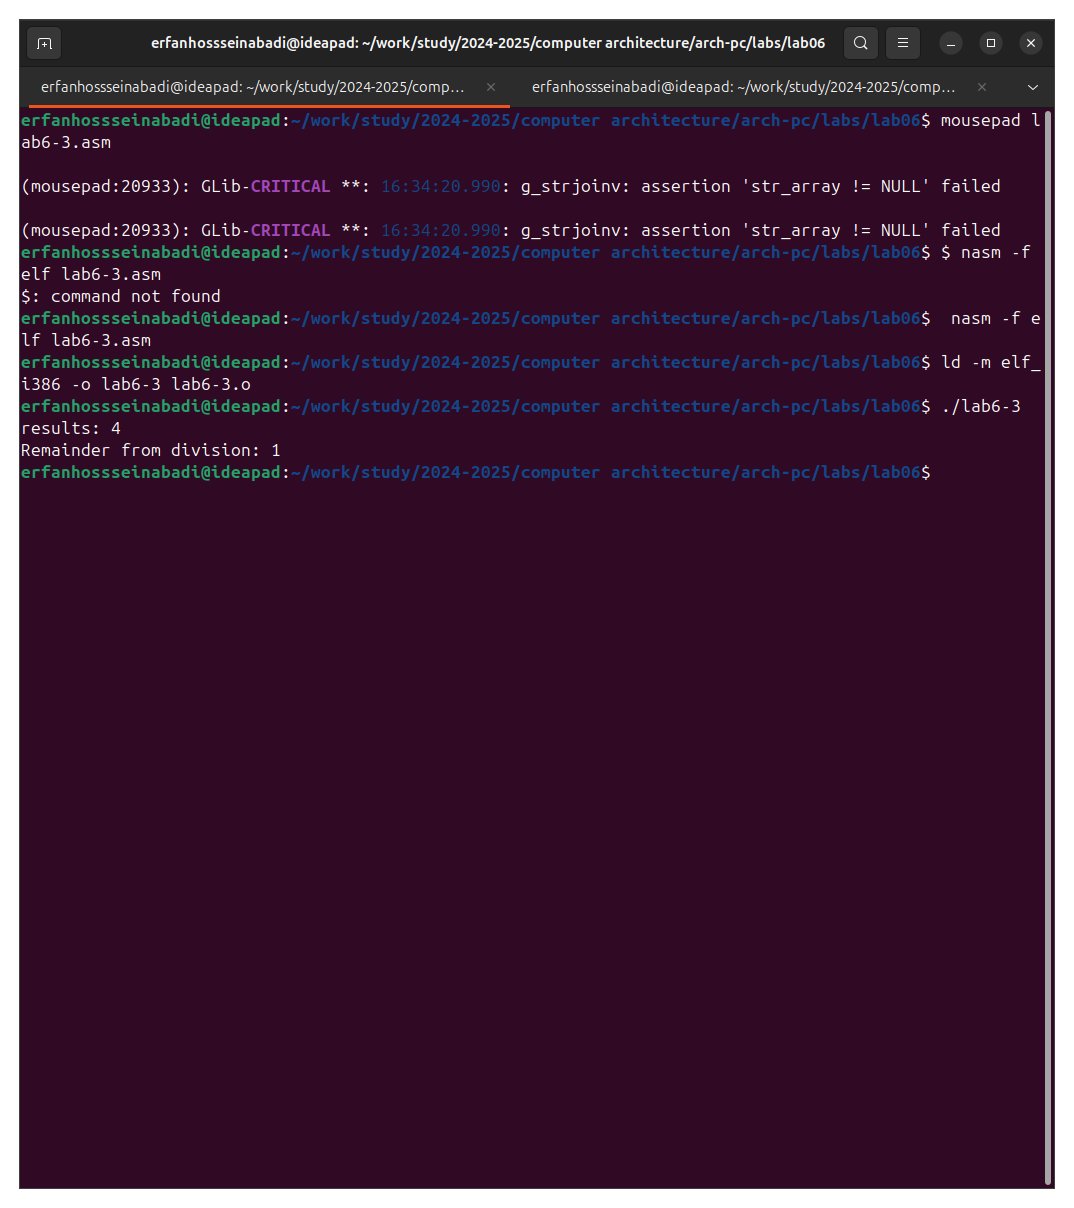 erfanhossseinabadi@ideapad: ~/work/study/2024-2025/computer architecture/arch-pc/labs/lab06
erfanhossseinabadi@ideapad: ~/work/study/2024-2025/comp... erfanhossseinabadi@ideapad: ~/work/study/2024-2025/comp...
erfanhossseinabadi@ideapad:~/work/study/2024-2025/computer architecture/arch-pc/labs/lab06$ mousepad l
ab6-3.asm
(mousepad:20933): GLib-CRITICAL **: 16:34:20.990: g_strjoinv: assertion 'str_array != NULL' failed
(mousepad:20933): GLib-CRITICAL **: 16:34:20.990: g_strjoinv: assertion 'str_array != NULL' failed
erfanhossseinabadi@ideapad:~/work/study/2024-2025/computer architecture/arch-pc/labs/lab06$ $ nasm -f
elf lab6-3.asm
$: command not found
erfanhossseinabadi@ideapad:~/work/study/2024-2025/computer architecture/arch-pc/labs/lab06$  nasm -f e
lf lab6-3.asm
erfanhossseinabadi@ideapad:~/work/study/2024-2025/computer architecture/arch-pc/labs/lab06$ ld -m elf_
i386 -o lab6-3 lab6-3.o
erfanhossseinabadi@ideapad:~/work/study/2024-2025/computer architecture/arch-pc/labs/lab06$ ./lab6-3
results: 4
Remainder from division: 1
erfanhossseinabadi@ideapad:~/work/study/2024-2025/computer architecture/arch-pc/labs/lab06$